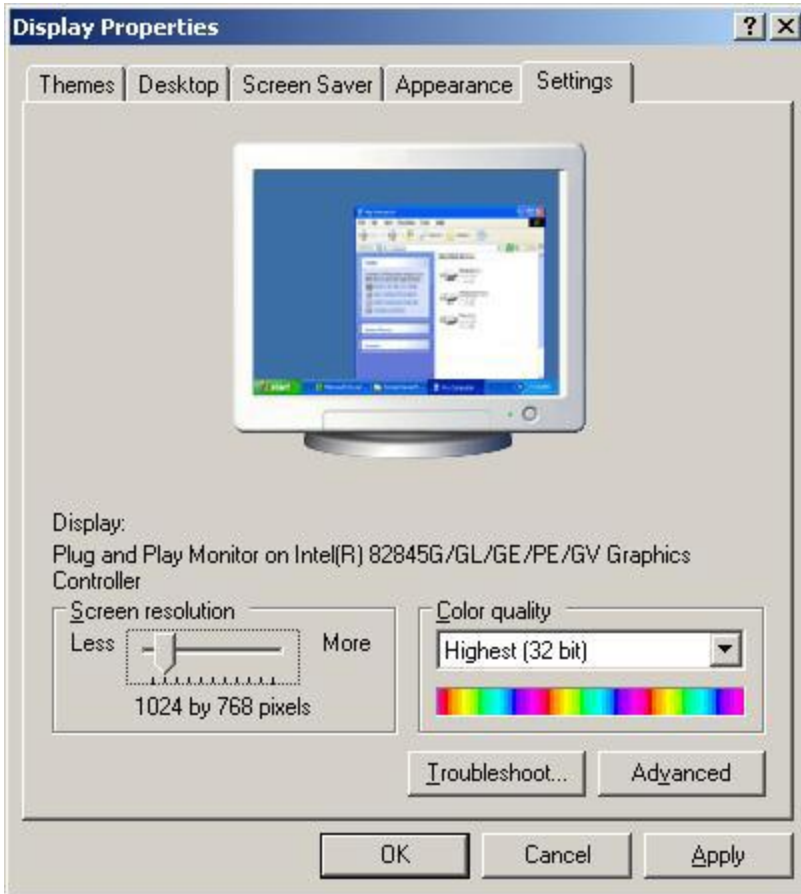 Display Properties
Themes Desktop Screen Saver Appearance Settings
start
Display:
Plug and Play Monitor on Intel(R) 82845G/GL/GE/PE/GV Graphics
Controller
Screen resolution
Less More
1024 by 768 pixels
Color quality
Highest (32 bit)
Troubleshoot... Advanced
OK Cancel Apply